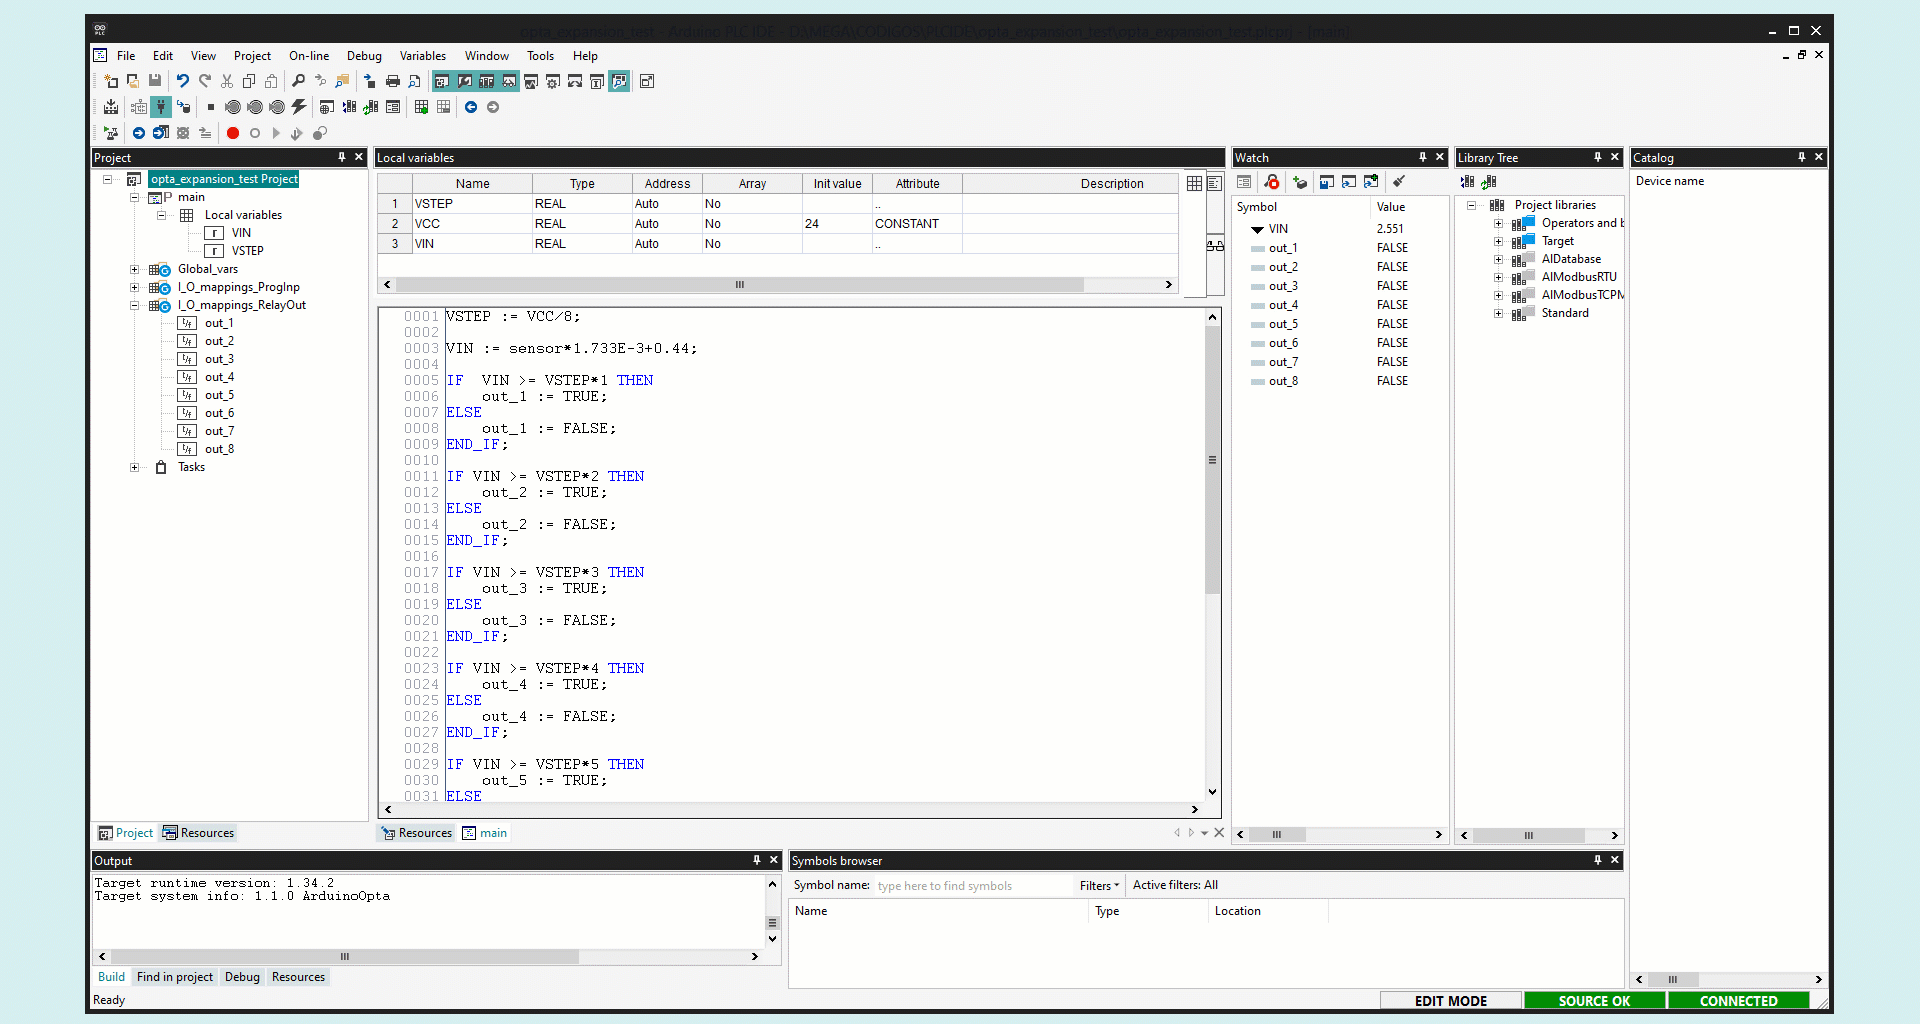 opta_expansion_test - Arduino PLC IDE - D:\MEGA\CODIGOS\PLCIDE\opta_expansion_test\opta_expansion_test.plcprj - [main]
File Edit View Project On-line Debug Variables Window Tools Help
Project
opta_expansion_test Project
main
Local variables
VIN
VSTEP
Global_vars
I_O_mappings_ProgInp
I_O_mappings_RelayOut
out_1
out_2
out_3
out_4
out_5
out_6
out_7
out_8
Tasks
Project Resources
Local variables
Name Type Address Array Init value Attribute Description
1 VSTEP REAL Auto No ..
2 VCC REAL Auto No 24 CONSTANT
3 VIN REAL Auto No ..
0001 VSTEP := VCC/8;
0002
0003 VIN := sensor*1.733E-3+0.44;
0004
0005 IF  VIN >= VSTEP*1 THEN
0006     out_1 := TRUE;
0007 ELSE
0008     out_1 := FALSE;
0009 END_IF;
0010
0011 IF VIN >= VSTEP*2 THEN
0012     out_2 := TRUE;
0013 ELSE
0014     out_2 := FALSE;
0015 END_IF;
0016
0017 IF VIN >= VSTEP*3 THEN
0018     out_3 := TRUE;
0019 ELSE
0020     out_3 := FALSE;
0021 END_IF;
0022
0023 IF VIN >= VSTEP*4 THEN
0024     out_4 := TRUE;
0025 ELSE
0026     out_4 := FALSE;
0027 END_IF;
0028
0029 IF VIN >= VSTEP*5 THEN
0030     out_5 := TRUE;
0031 ELSE
Resources main
Watch
Symbol Value
VIN 2.551
out_1 FALSE
out_2 FALSE
out_3 FALSE
out_4 FALSE
out_5 FALSE
out_6 FALSE
out_7 FALSE
out_8 FALSE
Library Tree
Project libraries
Operators and b
Target
AIDatabase
AIModbusRTU
AIModbusTCPM
Standard
Catalog
Device name
Output
Target runtime version: 1.34.2
Target system info: 1.1.0 ArduinoOpta
Build Find in project Debug Resources
Symbols browser
Symbol name: type here to find symbols Filters Active filters: All
Name Type Location
Ready
EDIT MODE SOURCE OK CONNECTED